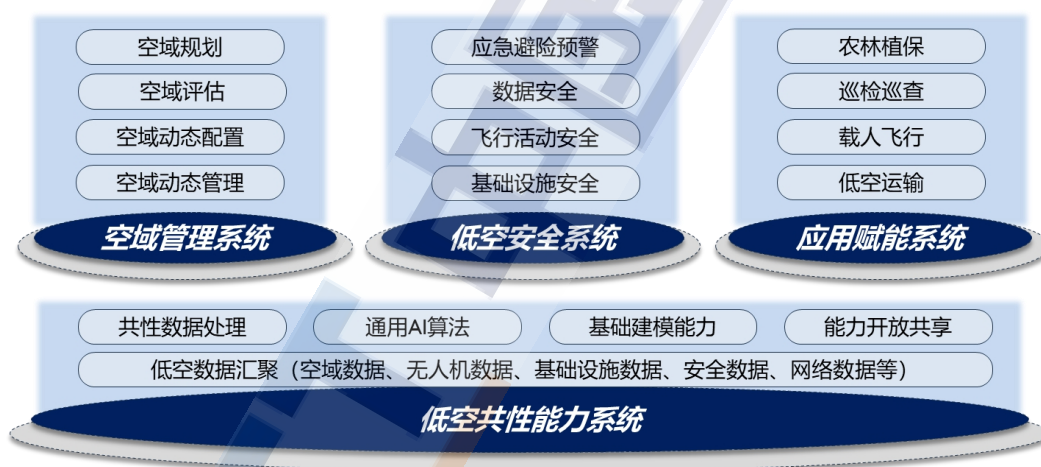 空域规划
空域评估
空域动态配置
空域动态管理
空域管理系统
应急避险预警
数据安全
飞行活动安全
基础设施安全
低空安全系统
农林植保
巡检巡查
载人飞行
低空运输
应用赋能系统
共性数据处理
通用AI算法
基础建模能力
能力开放共享
低空数据汇聚（空域数据、无人机数据、基础设施数据、安全数据、网络数据等）
低空共性能力系统